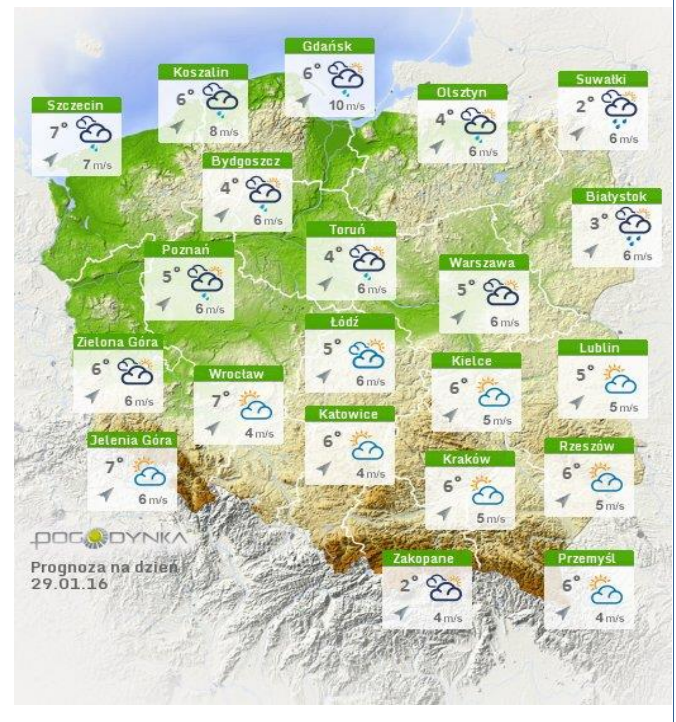 Gdańsk
6°
10 m/s
Koszalin
6°
8 m/s
Suwałki
2°
6 m/s
Olsztyn
4°
6 m/s
Szczecin
7°
7 m/s
Bydgoszcz
4°
6 m/s
Białystok
3°
6 m/s
Toruń
4°
6 m/s
Poznań
5°
6 m/s
Warszawa
5°
6 m/s
Łódź
5°
6 m/s
Zielona Góra
6°
6 m/s
Lublin
5°
5 m/s
Kielce
6°
5 m/s
Wrocław
7°
4 m/s
Katowice
6°
4 m/s
Jelenia Góra
7°
6 m/s
Rzeszów
6°
5 m/s
Kraków
6°
5 m/s
POGODYNKA
Prognoza na dzień
29.01.16
Zakopane
2°
4 m/s
Przemyśl
6°
4 m/s